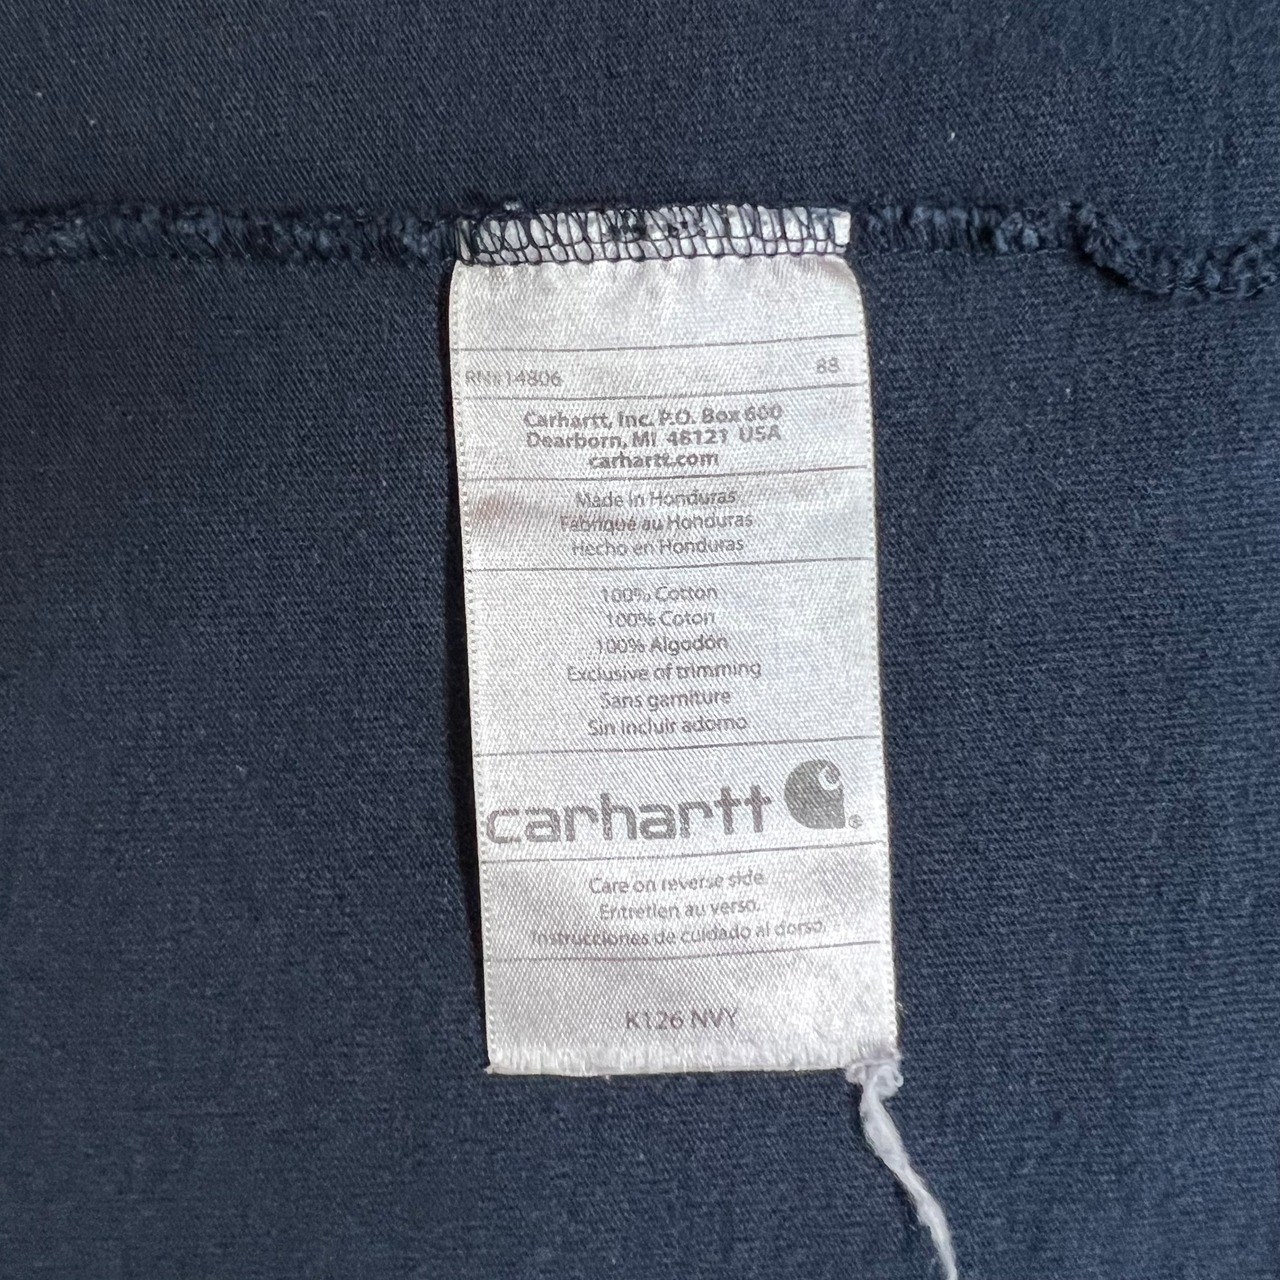 RN#14806 88
Carhartt, Inc. P.O. Box 600
Dearborn, MI 48121 USA
carhartt.com
Made in Honduras
Fabriqué au Honduras
Hecho en Honduras
100% Cotton
100% Coton
100% Algodón
Exclusive of trimming
Sans garniture
Sin incluir adorno
carhartt ®
Care on reverse side.
Entretien au verso.
Instrucciones de cuidado al dorso.
K126 NVY